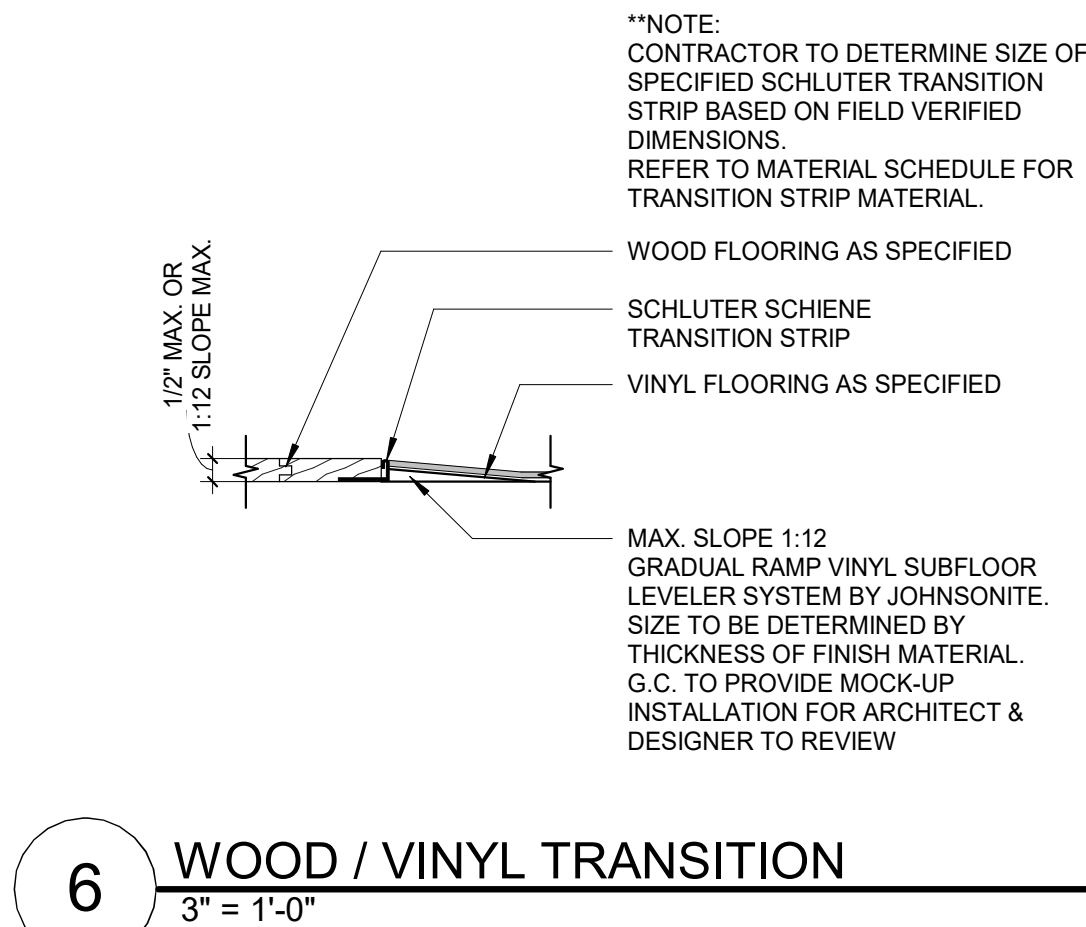 **NOTE:
CONTRACTOR TO DETERMINE SIZE OF
SPECIFIED SCHLUTER TRANSITION
STRIP BASED ON FIELD VERIFIED
DIMENSIONS.
REFER TO MATERIAL SCHEDULE FOR
TRANSITION STRIP MATERIAL.
WOOD FLOORING AS SPECIFIED
SCHLUTER SCHIENE
TRANSITION STRIP
VINYL FLOORING AS SPECIFIED
1/2" MAX. OR
1:12 SLOPE MAX.
MAX. SLOPE 1:12
GRADUAL RAMP VINYL SUBFLOOR
LEVELER SYSTEM BY JOHNSONITE.
SIZE TO BE DETERMINED BY
THICKNESS OF FINISH MATERIAL.
G.C. TO PROVIDE MOCK-UP
INSTALLATION FOR ARCHITECT &
DESIGNER TO REVIEW
6
WOOD / VINYL TRANSITION
3" = 1'-0"